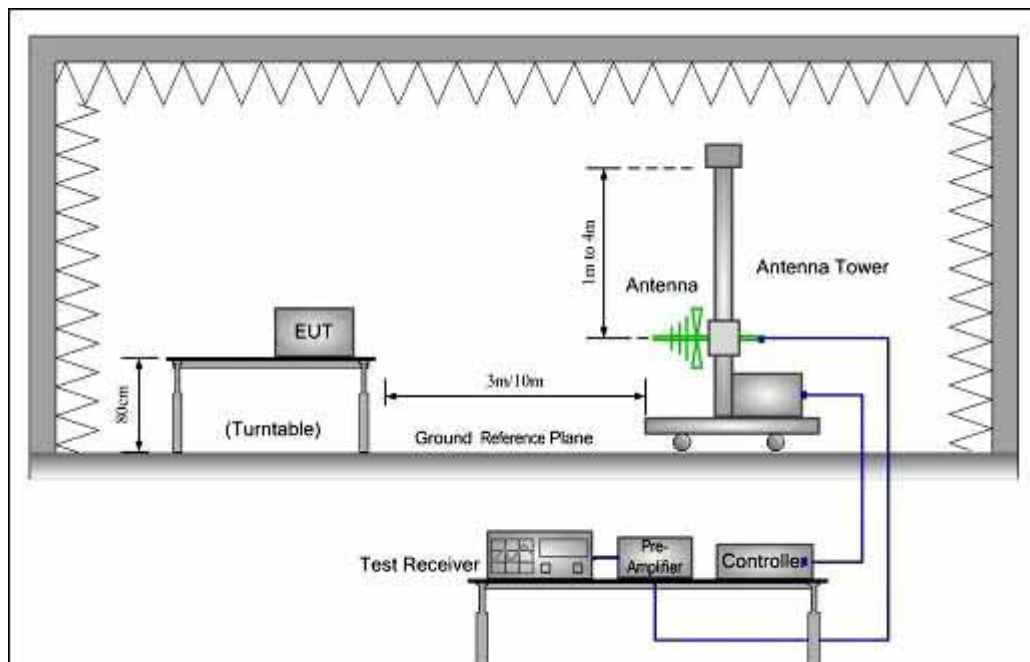 1m to 4m
Antenna Tower
Antenna
EUT
80cm
3m/10m
(Turntable)
Ground Reference Plane
Test Receiver
Pre-
Amplifier
Controller